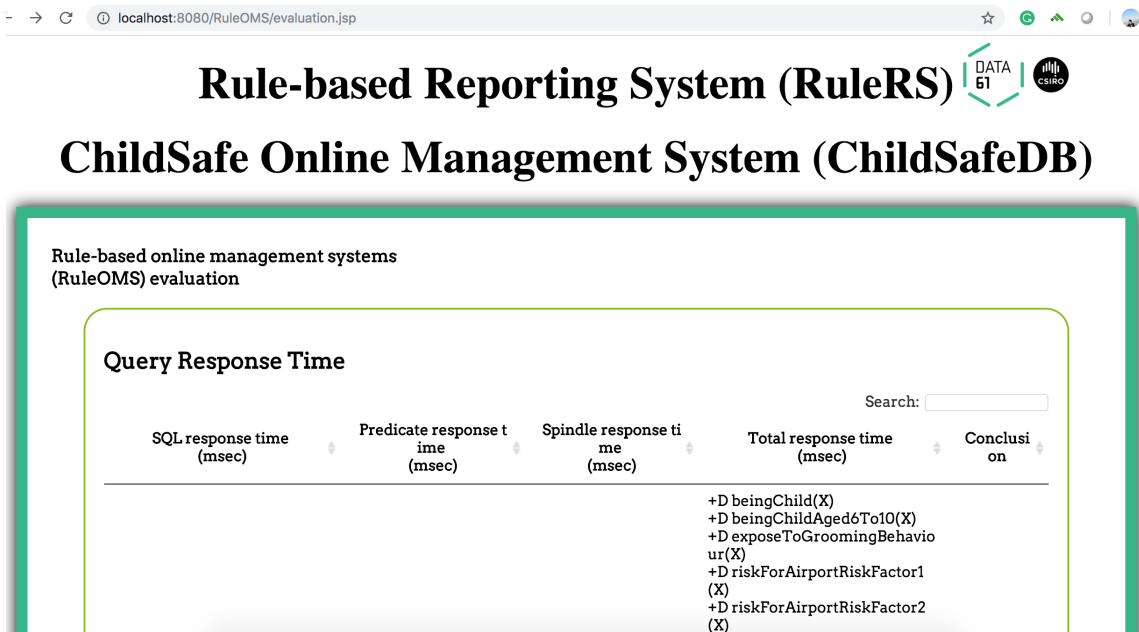 localhost:8080/RuleOMS/evaluation.jsp
Rule-based Reporting System (RuleRS)
DATA
61
CSIRO
ChildSafe Online Management System (ChildSafeDB)
Rule-based online management systems
(RuleOMS) evaluation
Query Response Time
Search:
SQL response time
(msec)
Predicate response t
ime
(msec)
Spindle response ti
me
(msec)
Total response time
(msec)
Conclusi
on
+D beingChild(X)
+D beingChildAged6To10(X)
+D exposeToGroomingBehavio
ur(X)
+D riskForAirportRiskFactor1
(X)
+D riskForAirportRiskFactor2
(X)